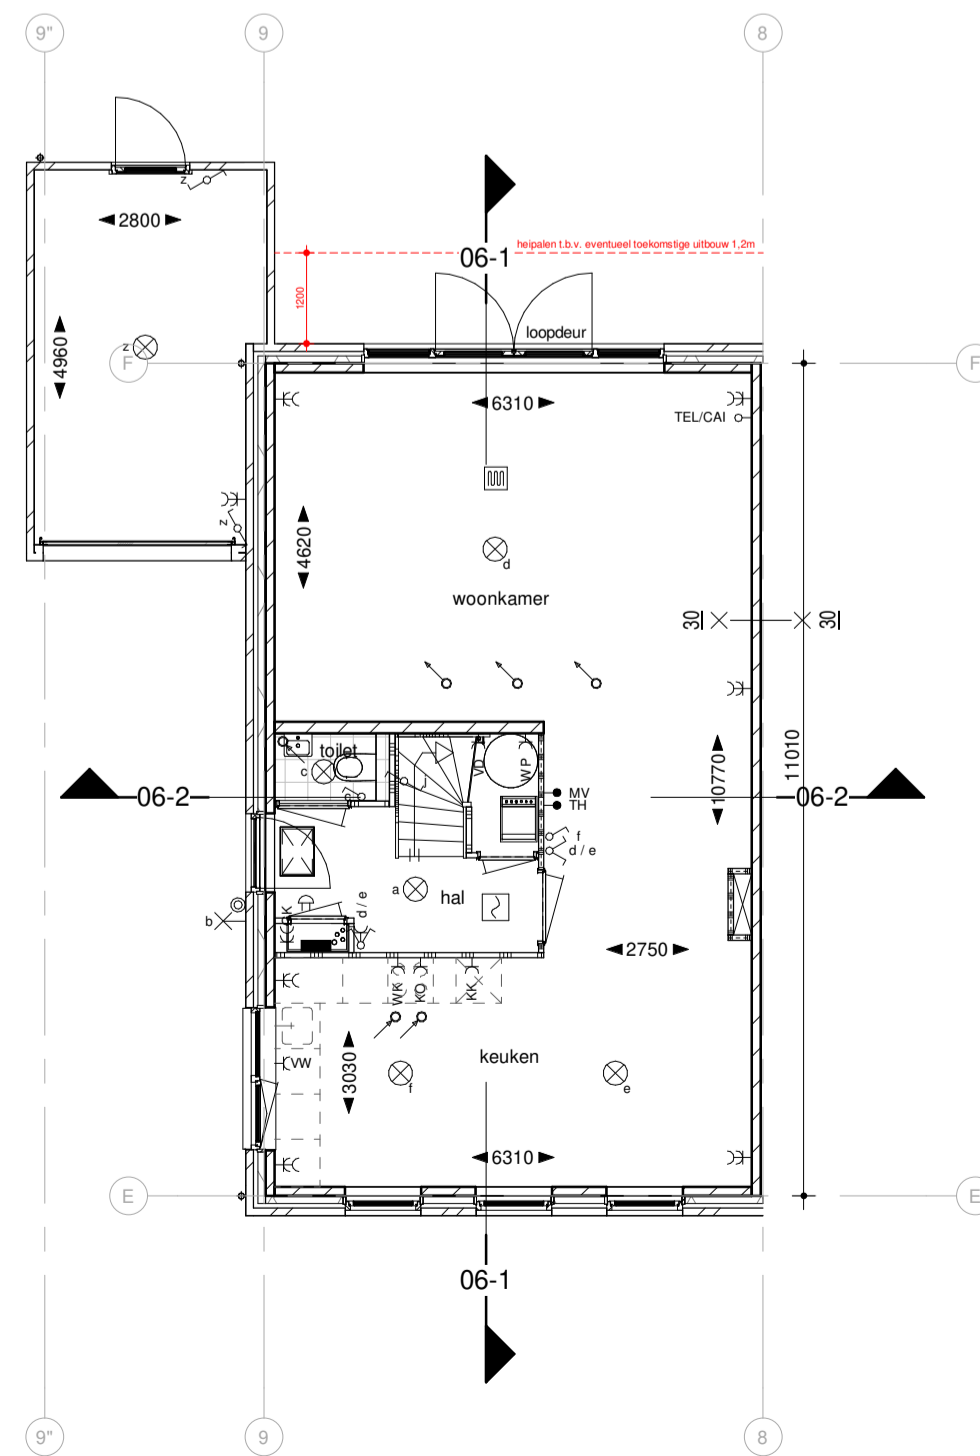 9"
9
8
z
2800
06-1
heipalen t.b.v. eventueel toekomstige uitbouw 1,2m
1200
loopdeur
z
4960
F
F
6310
TEL/CAI
z
4620
d
woonkamer
30
30
toilet
c
VD
WP
10770
11010
06-2
06-2
MV
TH
f
d / e
a
hal
K
d / e
b
2750
WK
KO
KK
VW
3030
keuken
f
e
6310
E
E
06-1
9"
9
8